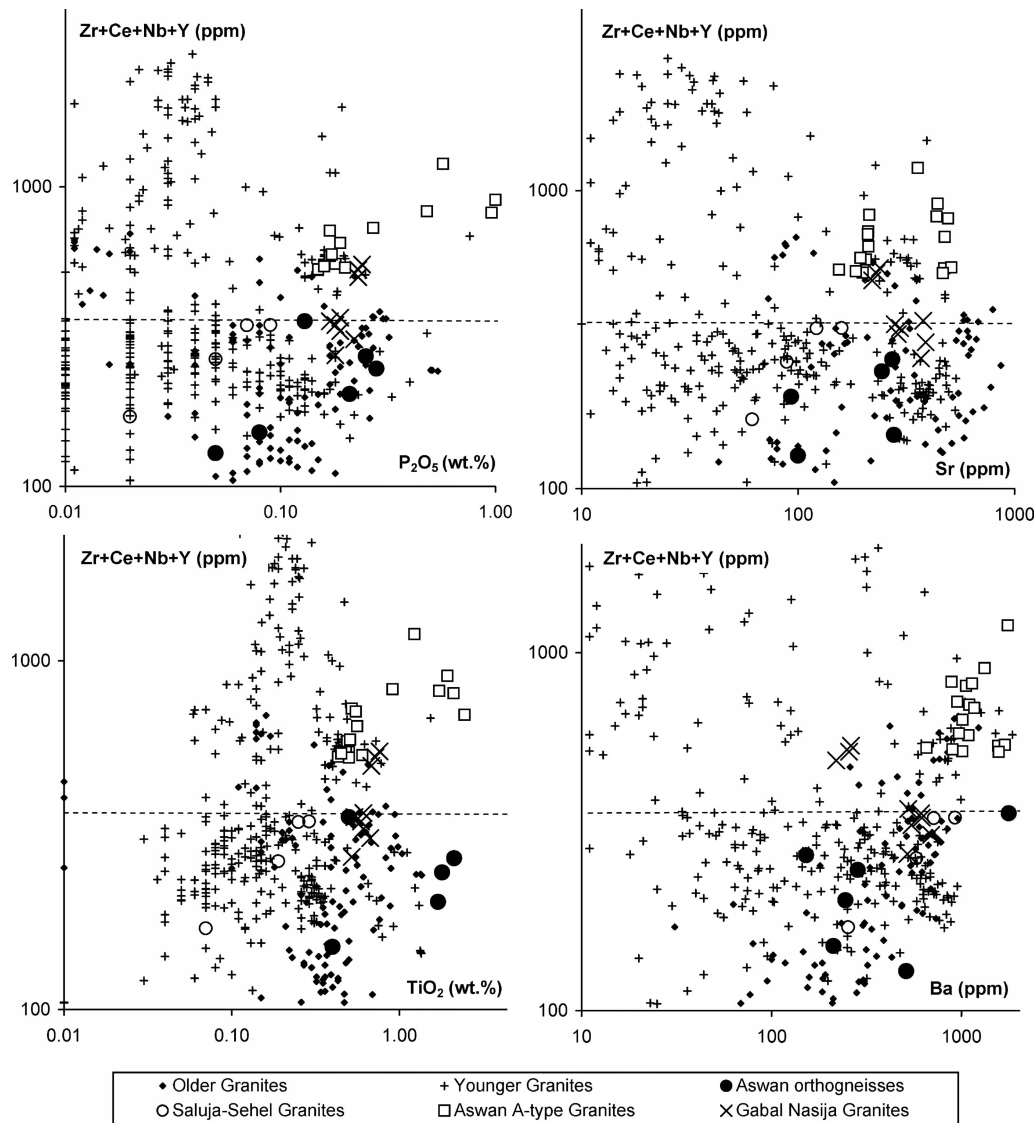 Zr+Ce+Nb+Y (ppm)
1000
100
0.01 0.10 1.00
P₂O₅ (wt.%)
Zr+Ce+Nb+Y (ppm)
1000
100
10 100 1000
Sr (ppm)
Zr+Ce+Nb+Y (ppm)
1000
100
0.01 0.10 1.00
TiO₂ (wt.%)
Zr+Ce+Nb+Y (ppm)
1000
100
10 100 1000
Ba (ppm)
Older Granites Younger Granites Aswan orthogneisses
Saluja-Sehel Granites Aswan A-type Granites Gabal Nasija Granites